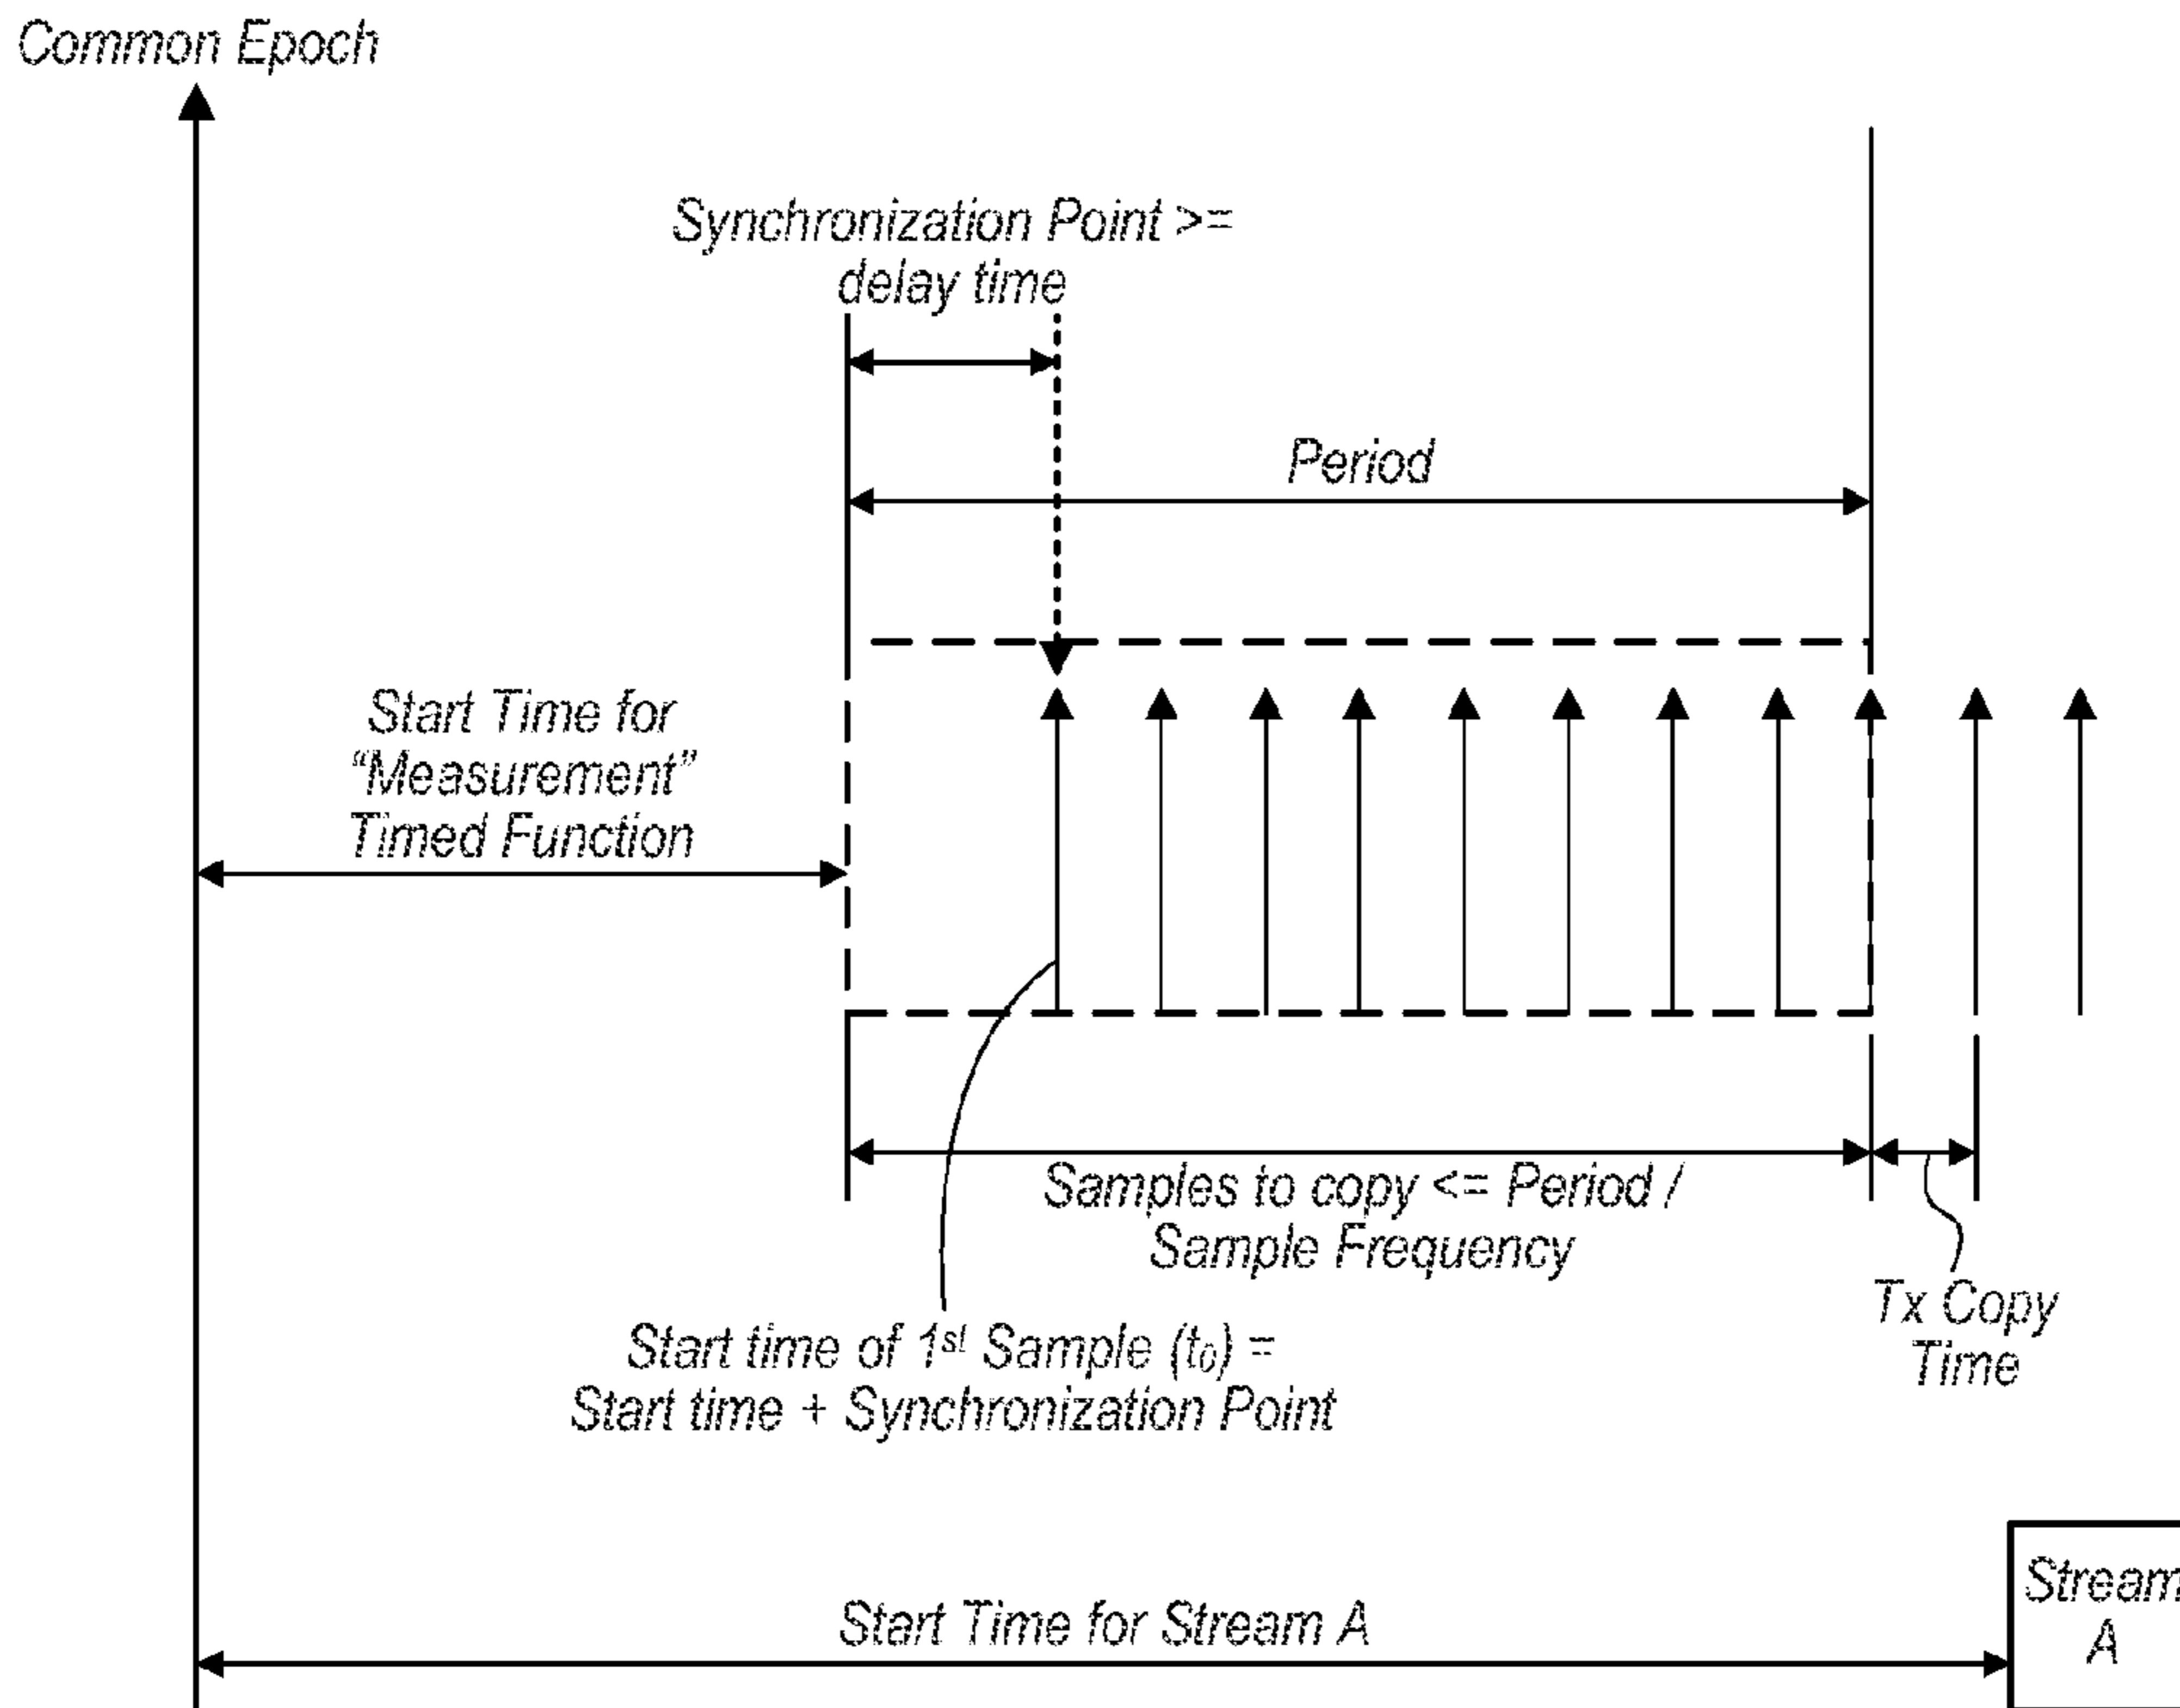 Common Epoch
Synchronization Point >=
delay time
Period
Start Time for
“Measurement”
Timed Function
Samples to copy <= Period /
Sample Frequency
Tx Copy
Time
Start time of 1st Sample (t0) =
Start time + Synchronization Point
Stream
A
Start Time for Stream A